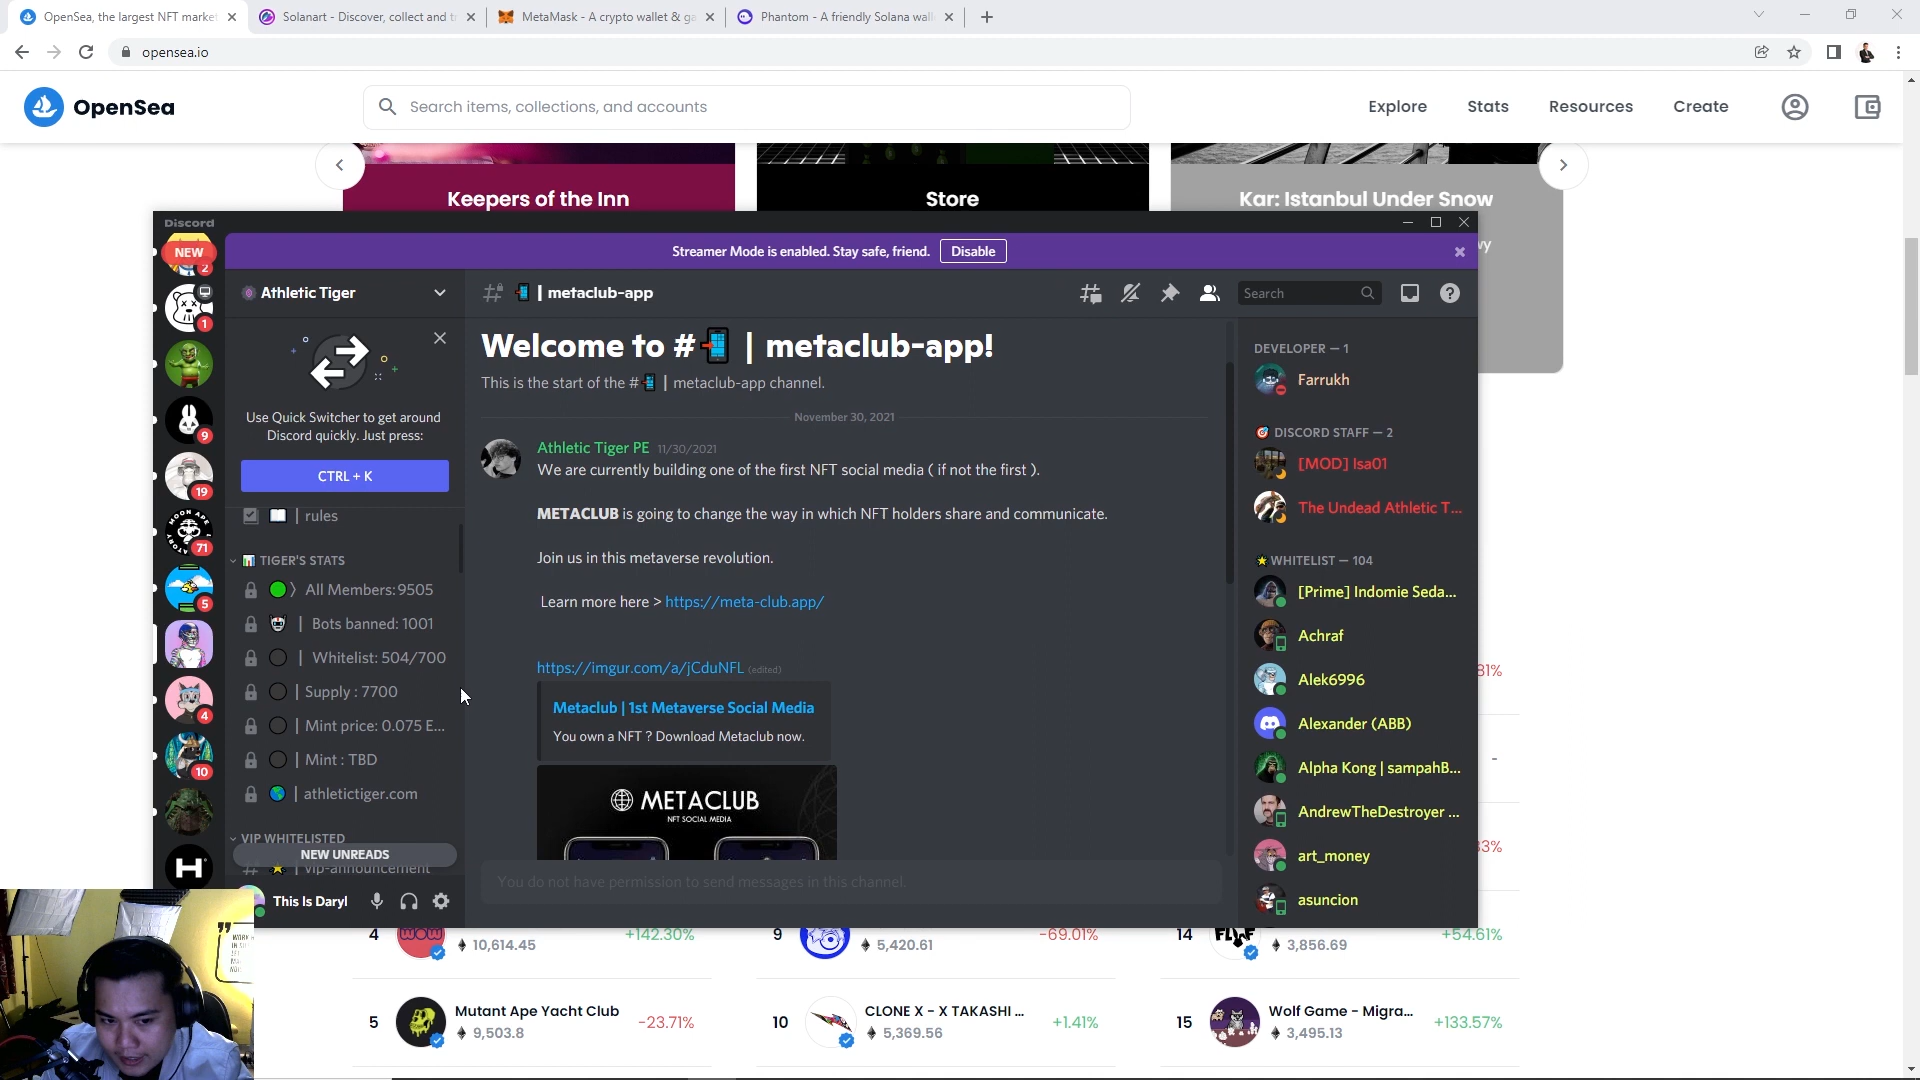 OpenSea, the largest NFT market
Solanart - Discover, collect and tr
MetaMask - A crypto wallet & ga
Phantom - A friendly Solana wall
opensea.io
OpenSea
Search items, collections, and accounts
Explore
Stats
Resources
Create
Keepers of the Inn
Store
Kar: Istanbul Under Snow
Discord
Streamer Mode is enabled. Stay safe, friend.
Disable
NEW
2
1
9
19
MOON APE
71
5
4
10
H
Athletic Tiger
Use Quick Switcher to get around
Discord quickly. Just press:
CTRL + K
| rules
TIGER'S STATS
All Members:9505
| Bots banned: 1001
| Whitelist: 504/700
| Supply : 7700
| Mint price: 0.075 E...
| Mint : TBD
| athletictiger.com
VIP WHITELISTED
NEW UNREADS
| vip-announcement
This Is Daryl
| metaclub-app
Search
Welcome to # | metaclub-app!
This is the start of the # | metaclub-app channel.
November 30, 2021
Athletic Tiger PE 11/30/2021
We are currently building one of the first NFT social media ( if not the first ).
METACLUB is going to change the way in which NFT holders share and communicate.
Join us in this metaverse revolution.
Learn more here > https://meta-club.app/
https://imgur.com/a/jCduNFL (edited)
Metaclub | 1st Metaverse Social Media
You own a NFT ? Download Metaclub now.
METACLUB
NFT SOCIAL MEDIA
You do not have permission to send messages in this channel.
DEVELOPER — 1
Farrukh
DISCORD STAFF — 2
[MOD] Isa01
The Undead Athletic T...
WHITELIST — 104
[Prime] Indomie Seda...
Achraf
Alek6996
Alexander (ABB)
Alpha Kong | sampahB...
AndrewTheDestroyer ...
art_money
asuncion
81%
-
4
WOW
10,614.45
+142.30%
9
5,420.61
-69.01%
14
3,856.69
+54.61%
5
Mutant Ape Yacht Club
9,503.8
-23.71%
10
CLONE X - X TAKASHI ...
5,369.56
+1.41%
15
Wolf Game - Migra...
3,495.13
+133.57%